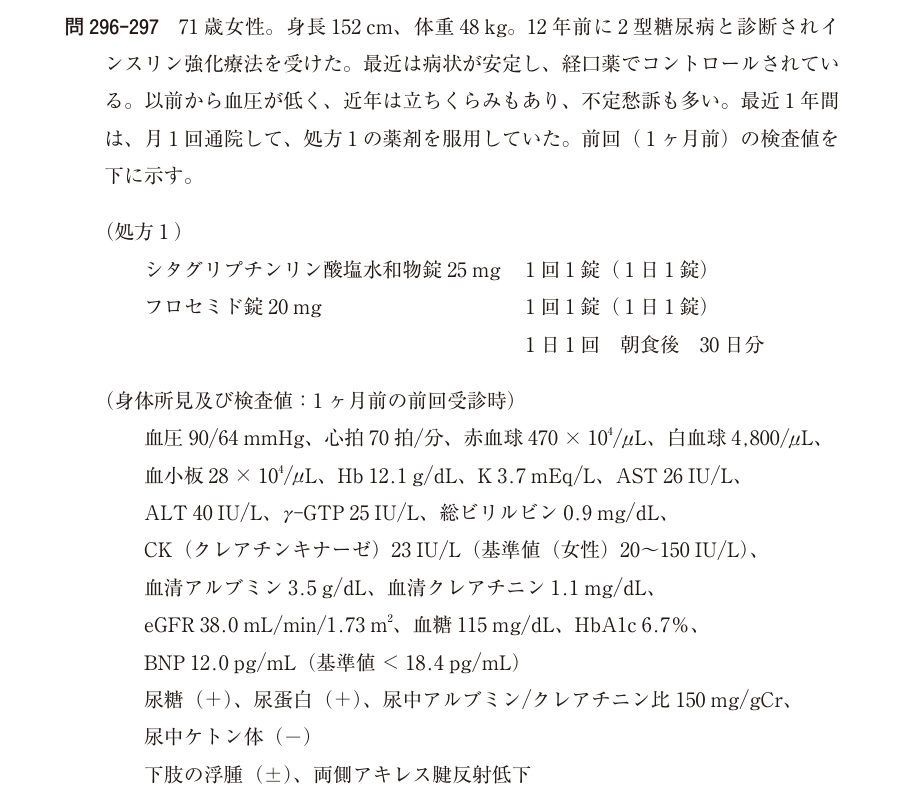 問 296-297 71 歳女性。身長 152 cm、体重 48 kg。12 年前に 2 型糖尿病と診断されイ
ンスリン強化療法を受けた。最近は病状が安定し、経口薬でコントロールされてい
る。以前から血圧が低く、近年は立ちくらみもあり、不定愁訴も多い。最近 1 年間
は、月 1 回通院して、処方 1 の薬剤を服用していた。前回（1 ヶ月前）の検査値を
下に示す。
（処方 1）
シタグリプチンリン酸塩水和物錠 25 mg 1 回 1 錠（1 日 1 錠）
フロセミド錠 20 mg 1 回 1 錠（1 日 1 錠）
1 日 1 回 朝食後 30 日分
（身体所見及び検査値：1 ヶ月前の前回受診時）
血圧 90/64 mmHg、心拍 70 拍/分、赤血球 470 × 10⁴/μL、白血球 4,800/μL、
血小板 28 × 10⁴/μL、Hb 12.1 g/dL、K 3.7 mEq/L、AST 26 IU/L、
ALT 40 IU/L、γ-GTP 25 IU/L、総ビリルビン 0.9 mg/dL、
CK（クレアチンキナーゼ）23 IU/L（基準値（女性）20〜150 IU/L）、
血清アルブミン 3.5 g/dL、血清クレアチニン 1.1 mg/dL、
eGFR 38.0 mL/min/1.73 m²、血糖 115 mg/dL、HbA1c 6.7%、
BNP 12.0 pg/mL（基準値 < 18.4 pg/mL）
尿糖（+）、尿蛋白（+）、尿中アルブミン/クレアチニン比 150 mg/gCr、
尿中ケトン体（−）
下肢の浮腫（±）、両側アキレス腱反射低下